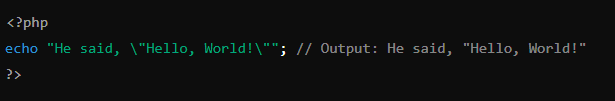 <?php
echo "He said, \"Hello, World!\""; // Output: He said, "Hello, World!"
?>